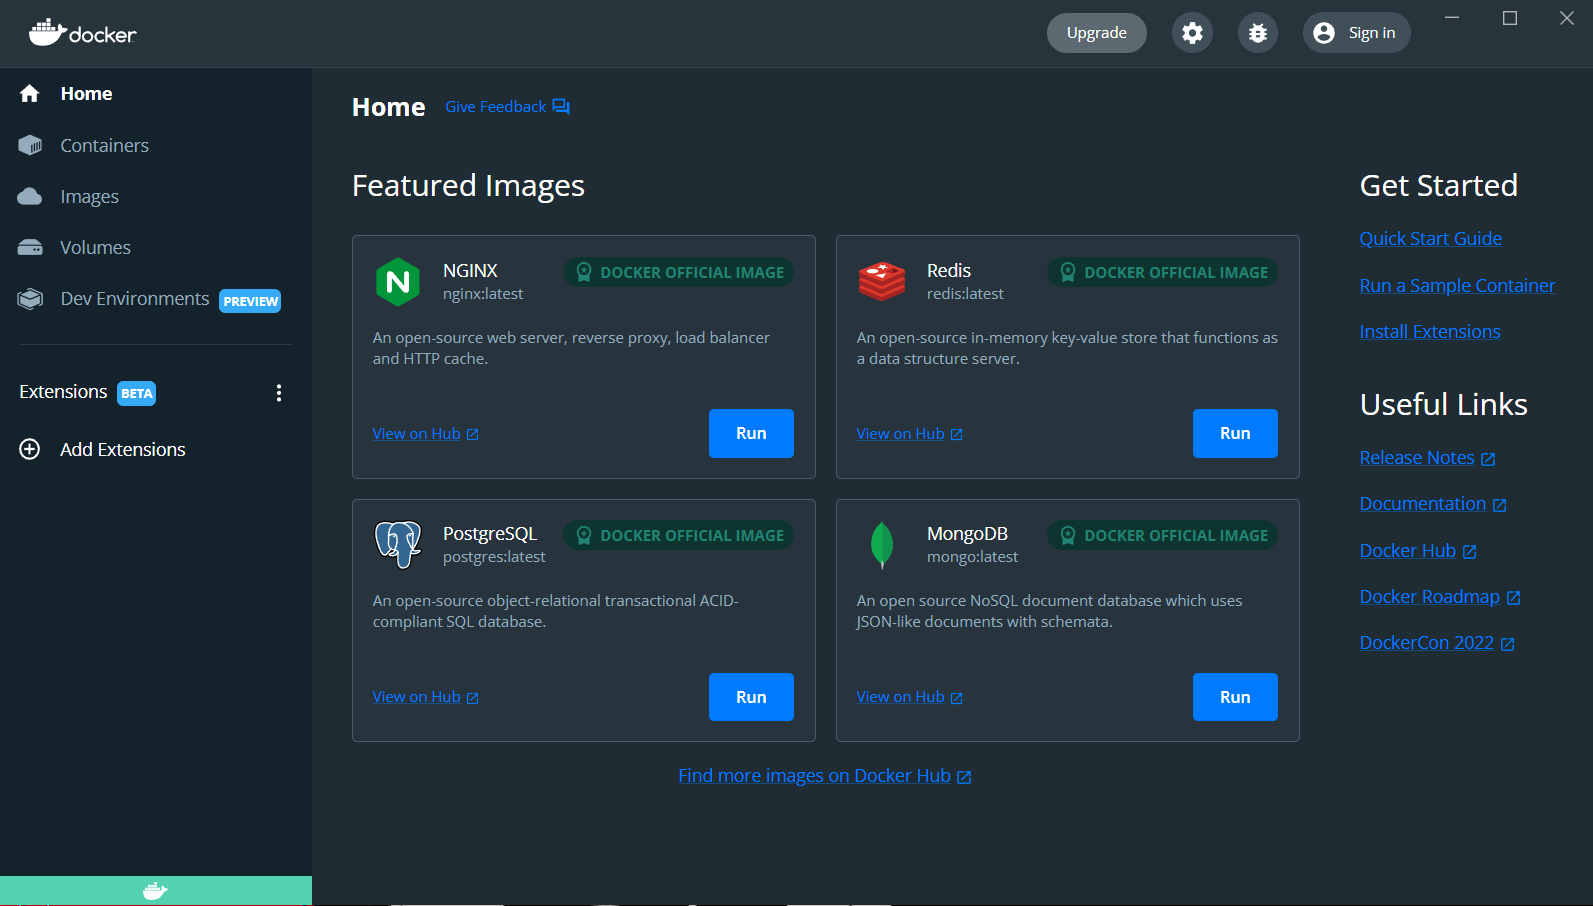 docker
Upgrade
Sign in
Home
Containers
Images
Volumes
Dev Environments PREVIEW
Extensions BETA
Add Extensions
Home Give Feedback
Featured Images
NGINX DOCKER OFFICIAL IMAGE
nginx:latest
An open-source web server, reverse proxy, load balancer
and HTTP cache.
View on Hub Run
Redis DOCKER OFFICIAL IMAGE
redis:latest
An open-source in-memory key-value store that functions as
a data structure server.
View on Hub Run
PostgreSQL DOCKER OFFICIAL IMAGE
postgres:latest
An open-source object-relational transactional ACID-
compliant SQL database.
View on Hub Run
MongoDB DOCKER OFFICIAL IMAGE
mongo:latest
An open source NoSQL document database which uses
JSON-like documents with schemata.
View on Hub Run
Find more images on Docker Hub
Get Started
Quick Start Guide
Run a Sample Container
Install Extensions
Useful Links
Release Notes
Documentation
Docker Hub
Docker Roadmap
DockerCon 2022